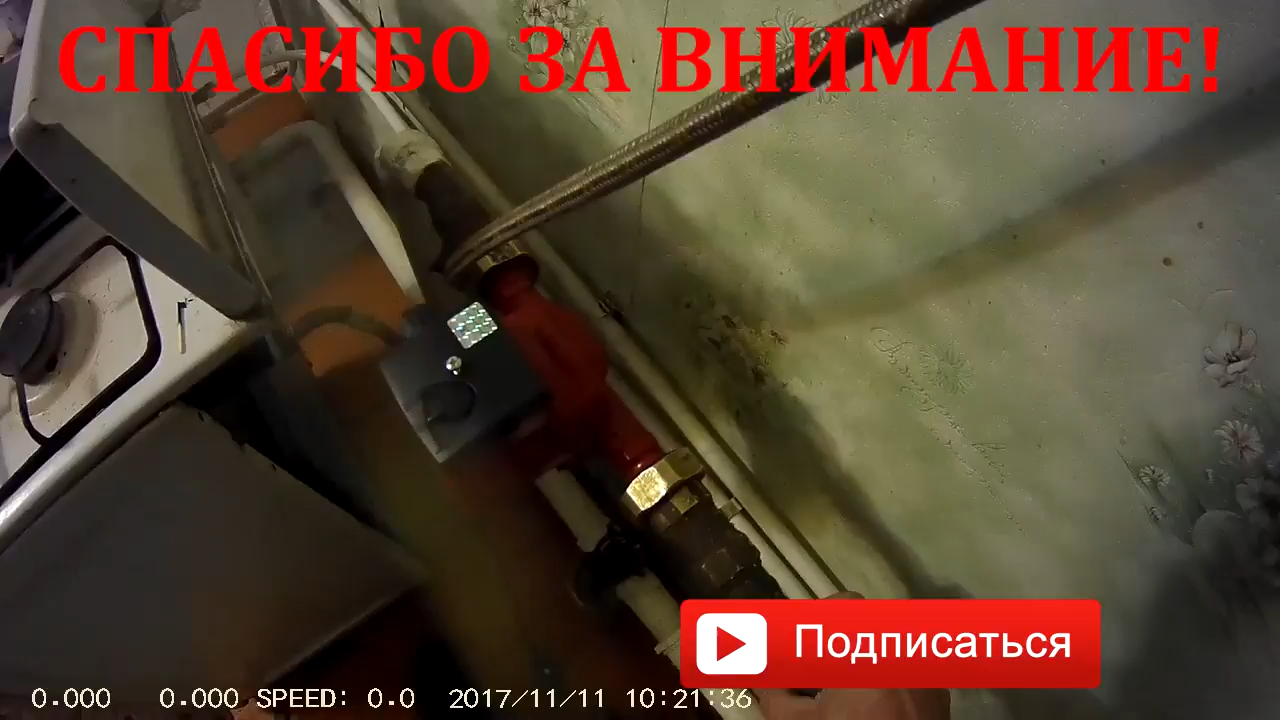 СПАСИБО ЗА ВНИМАНИЕ!
Подписаться
0.000 0.000 SPEED: 0.0 2017/11/11 10:21:36